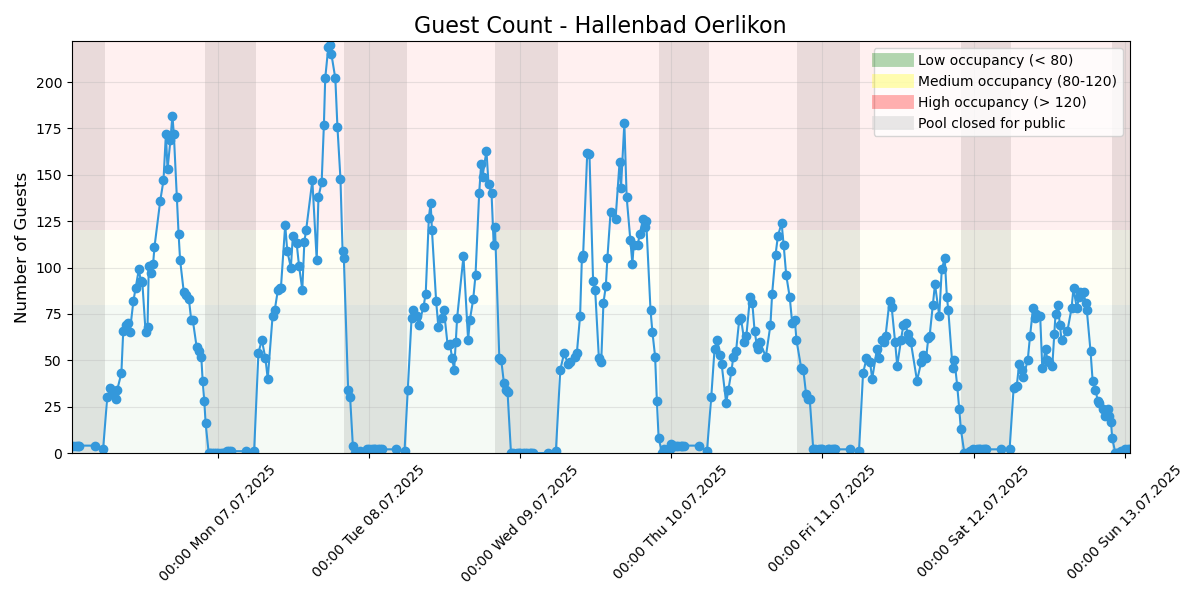 Guest Count - Hallenbad Oerlikon
Low occupancy (< 80)
Medium occupancy (80-120)
High occupancy (> 120)
Pool closed for public
Number of Guests
200
175
150
125
100
75
50
25
0
00:00 Mon 07.07.2025
00:00 Tue 08.07.2025
00:00 Wed 09.07.2025
00:00 Thu 10.07.2025
00:00 Fri 11.07.2025
00:00 Sat 12.07.2025
00:00 Sun 13.07.2025